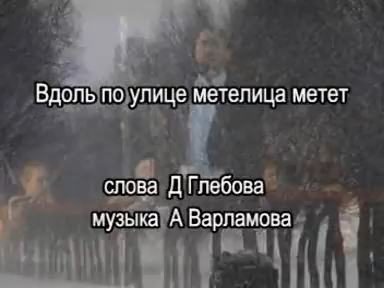 Вдоль по улице метелица метет
слова Д Глебова
музыка А Варламова